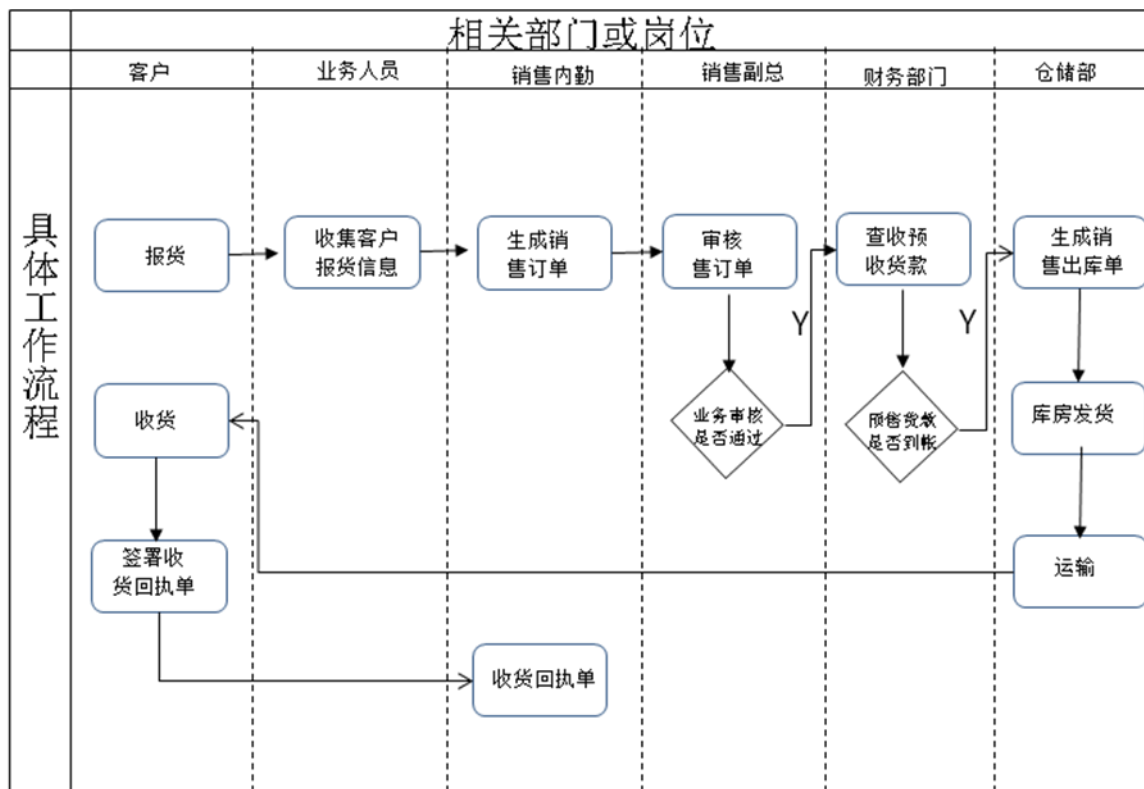 相关部门或岗位
客户
业务人员
销售内勤
销售副总
财务部门
仓储部
具体工作流程
报货
收集客户
报货信息
生成销
售订单
审核
售订单
查收预
收货款
生成销
售出库单
Y
Y
收货
业务审核
是否通过
预售货款
是否到帐
库房发货
签署收
货回执单
运输
收货回执单